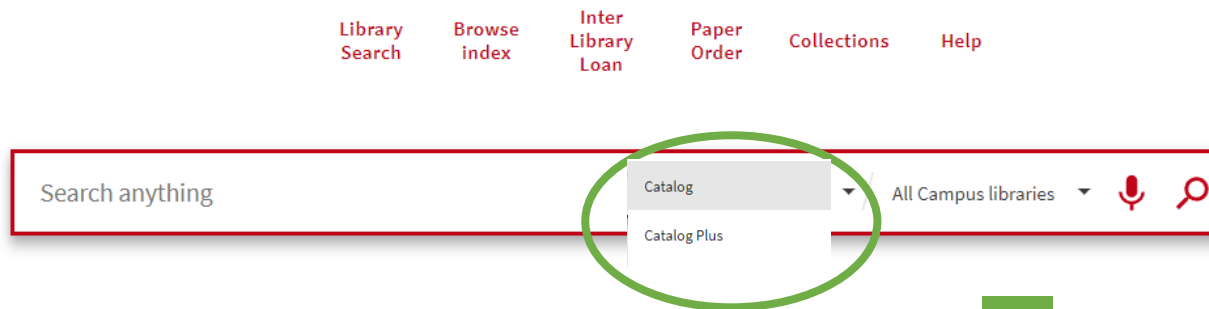 Library Search
Browse index
Inter Library Loan
Paper Order
Collections
Help
Search anything
Catalog
All Campus libraries
Catalog Plus